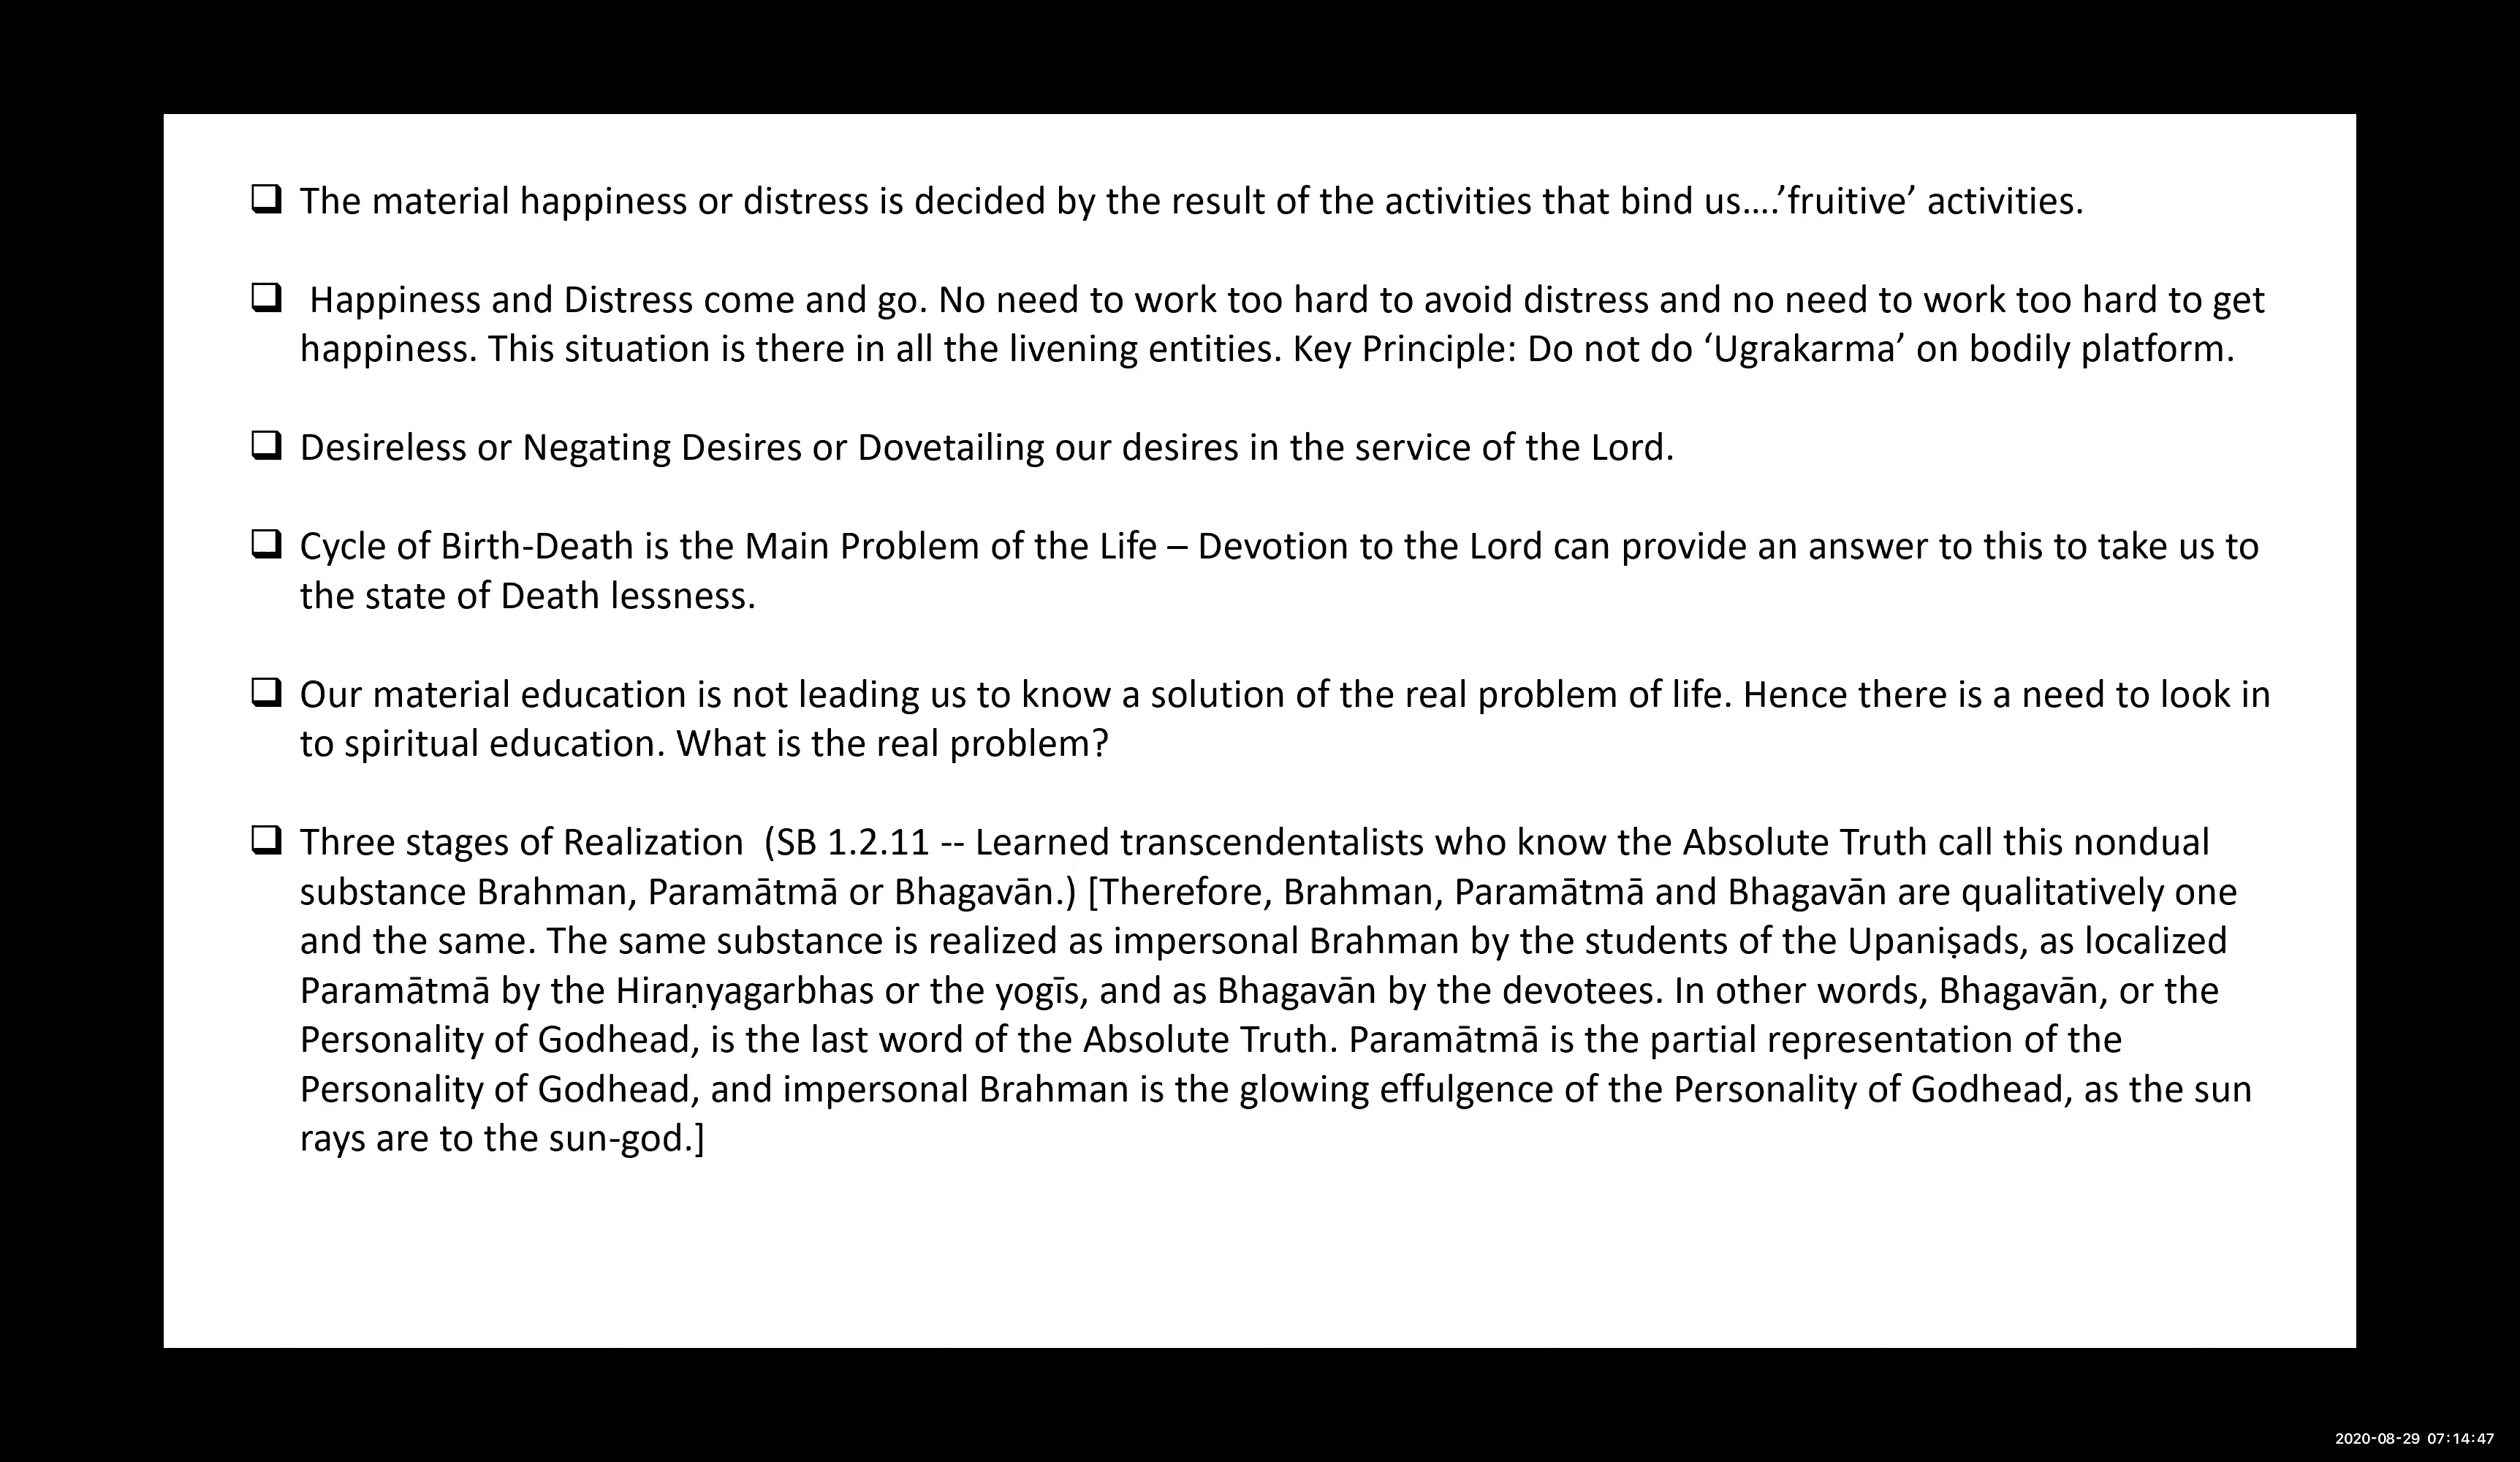 ❑ The material happiness or distress is decided by the result of the activities that bind us….’fruitive’ activities.
❑ Happiness and Distress come and go. No need to work too hard to avoid distress and no need to work too hard to get
happiness. This situation is there in all the livening entities. Key Principle: Do not do ‘Ugrakarma’ on bodily platform.
❑ Desireless or Negating Desires or Dovetailing our desires in the service of the Lord.
❑ Cycle of Birth-Death is the Main Problem of the Life – Devotion to the Lord can provide an answer to this to take us to
the state of Death lessness.
❑ Our material education is not leading us to know a solution of the real problem of life. Hence there is a need to look in
to spiritual education. What is the real problem?
❑ Three stages of Realization (SB 1.2.11 -- Learned transcendentalists who know the Absolute Truth call this nondual
substance Brahman, Paramātmā or Bhagavān.) [Therefore, Brahman, Paramātmā and Bhagavān are qualitatively one
and the same. The same substance is realized as impersonal Brahman by the students of the Upaniṣads, as localized
Paramātmā by the Hiraṇyagarbhas or the yogīs, and as Bhagavān by the devotees. In other words, Bhagavān, or the
Personality of Godhead, is the last word of the Absolute Truth. Paramātmā is the partial representation of the
Personality of Godhead, and impersonal Brahman is the glowing effulgence of the Personality of Godhead, as the sun
rays are to the sun-god.]
2020-08-29 07:14:47